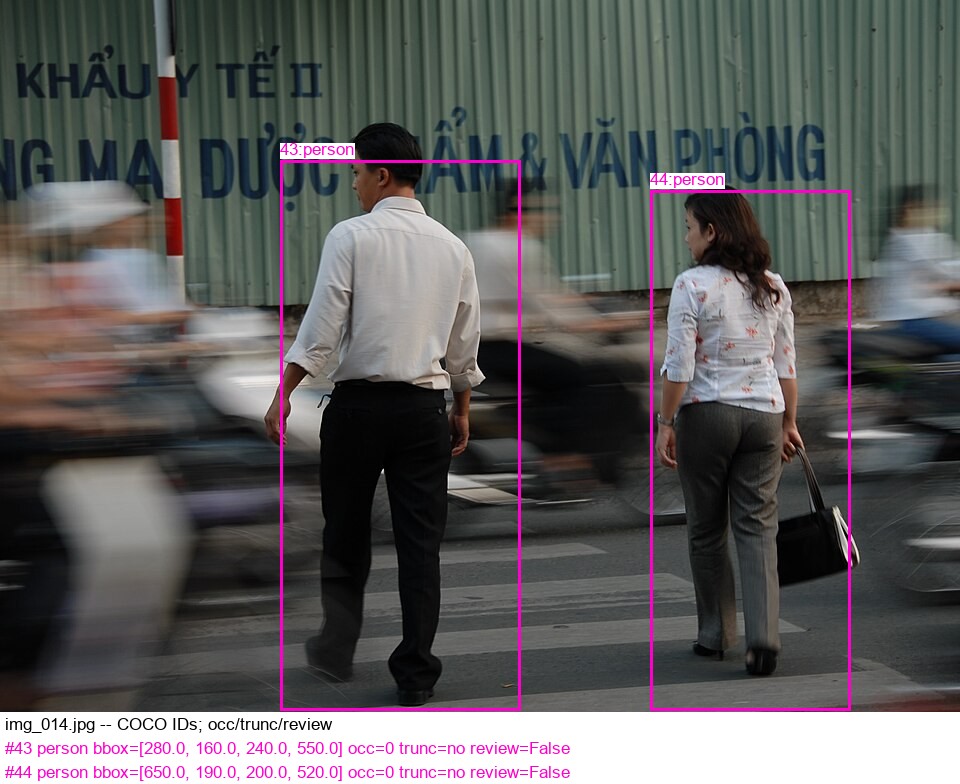 KHẨU Y TẾ II
NG MẠI DƯỢC PHẨM & VĂN PHÒNG
43:person
44:person
img_014.jpg -- COCO IDs; occ/trunc/review
#43 person bbox=[280.0, 160.0, 240.0, 550.0] occ=0 trunc=no review=False
#44 person bbox=[650.0, 190.0, 200.0, 520.0] occ=0 trunc=no review=False